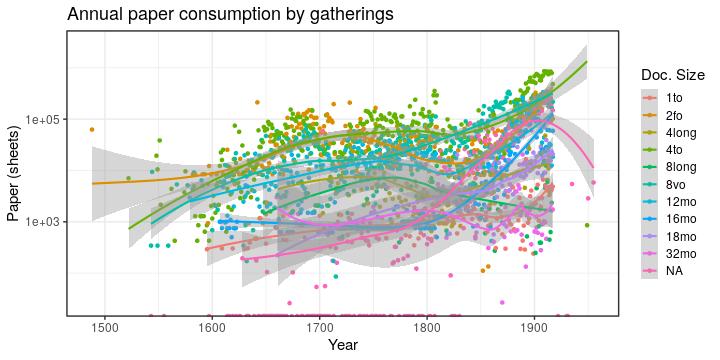 Annual paper consumption by gatherings
Paper (sheets)
1e+05
1e+03
1500
1600
1700
1800
1900
Year
Doc. Size
1to
2fo
4long
4to
8long
8vo
12mo
16mo
18mo
32mo
NA